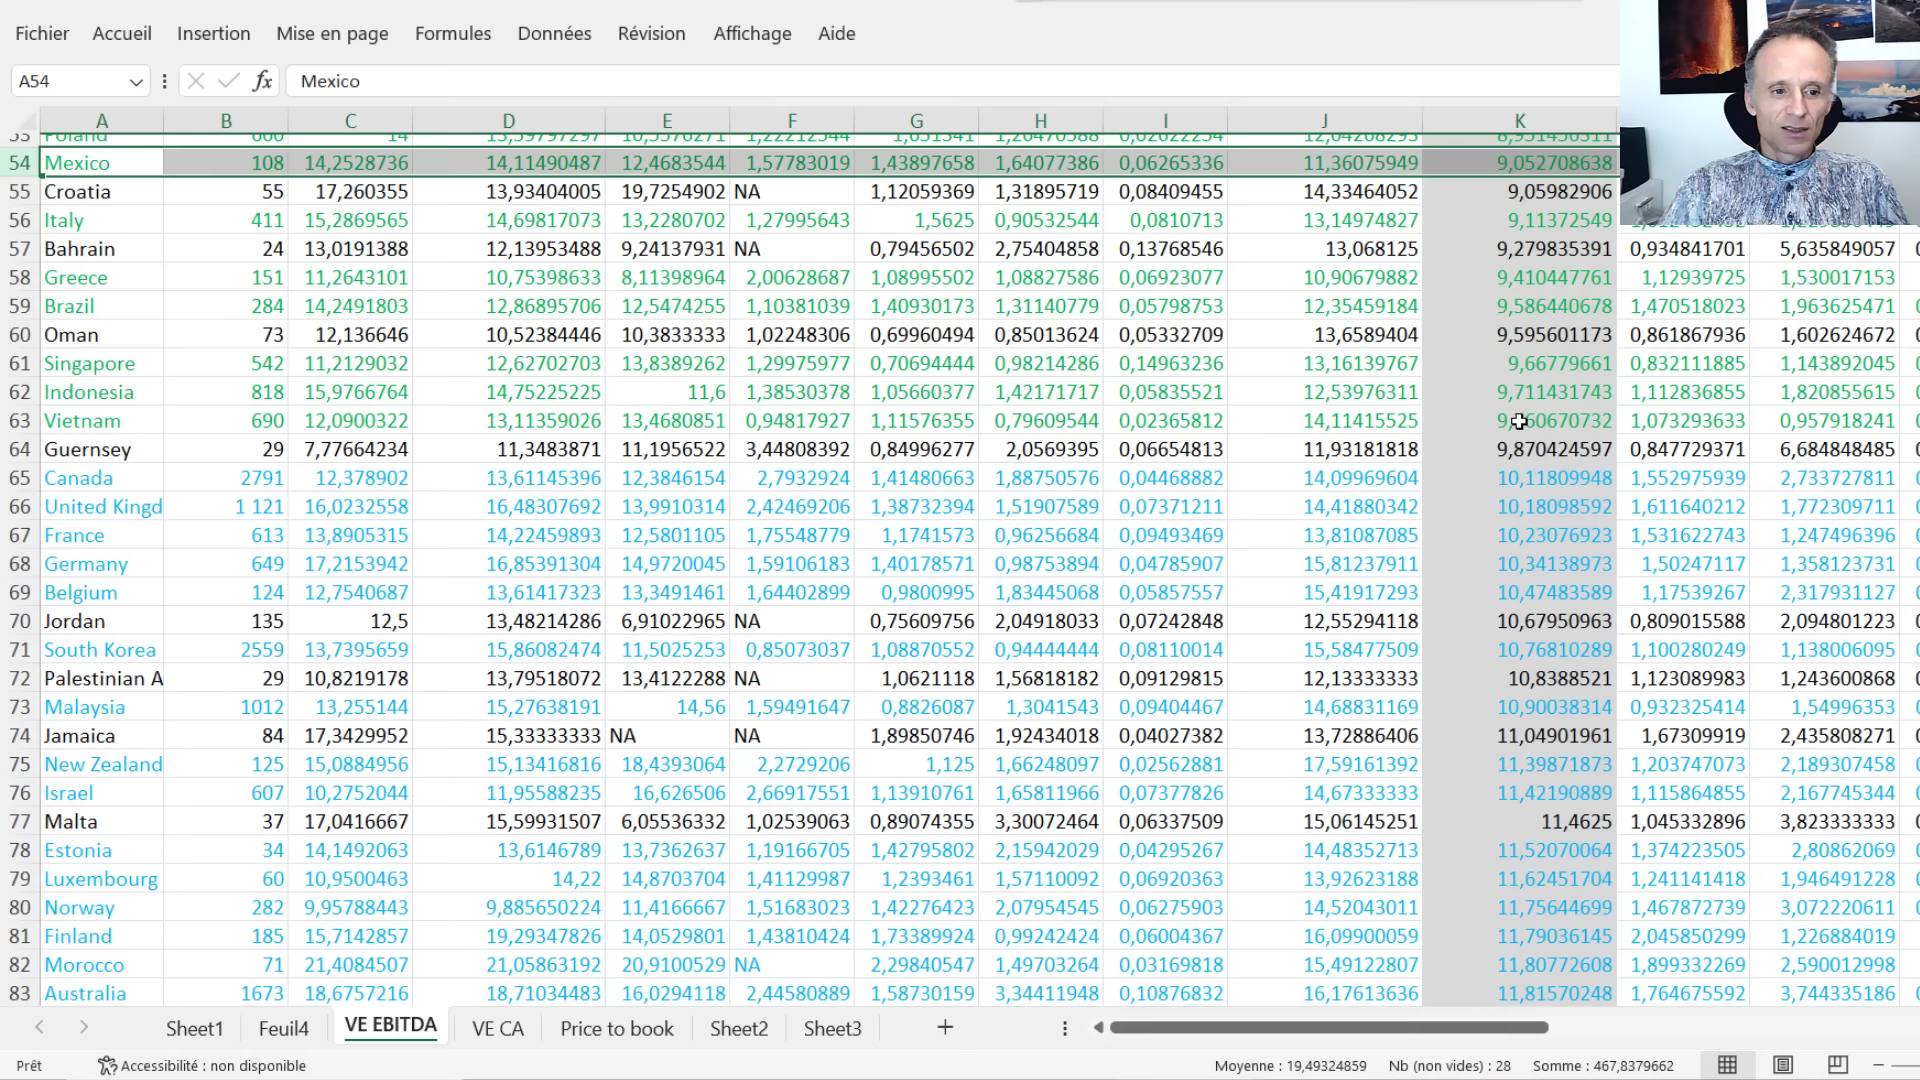 Fichier Accueil Insertion Mise en page Formules Données Révision Affichage Aide
A54 fx Mexico
A B C D E F G H I J K
54 Mexico 108 14,2528736 14,11490487 12,4683544 1,57783019 1,43897658 1,64077386 0,06265336 11,36075949 9,052708638
55 Croatia 55 17,260355 13,93404005 19,7254902 NA 1,12059369 1,31895719 0,08409455 14,33464052 9,05982906
56 Italy 411 15,2869565 14,69817073 13,2280702 1,27995643 1,5625 0,90532544 0,0810713 13,14974827 9,11372549
57 Bahrain 24 13,0191388 12,13953488 9,24137931 NA 0,79456502 2,75404858 0,13768546 13,068125 9,279835391 0,934841701 5,635849057
58 Greece 151 11,2643101 10,75398633 8,11398964 2,00628687 1,08995502 1,08827586 0,06923077 10,90679882 9,410447761 1,12939725 1,530017153
59 Brazil 284 14,2491803 12,86895706 12,5474255 1,10381039 1,40930173 1,31140779 0,05798753 12,35459184 9,586440678 1,470518023 1,963625471
60 Oman 73 12,136646 10,52384446 10,3833333 1,02248306 0,69960494 0,85013624 0,05332709 13,6589404 9,595601173 0,861867936 1,602624672
61 Singapore 542 11,2129032 12,62702703 13,8389262 1,29975977 0,70694444 0,98214286 0,14963236 13,16139767 9,66779661 0,832111885 1,143892045
62 Indonesia 818 15,9766764 14,75225225 11,6 1,38530378 1,05660377 1,42171717 0,05835521 12,53976311 9,711431743 1,112836855 1,820855615
63 Vietnam 690 12,0900322 13,11359026 13,4680851 0,94817927 1,11576355 0,79609544 0,02365812 14,11415525 1,073293633 0,957918241
64 Guernsey 29 7,77664234 11,3483871 11,1956522 3,44808392 0,84996277 2,0569395 0,06654813 11,93181818 9,870424597 0,847729371 6,684848485
65 Canada 2791 12,378902 13,61145396 12,3846154 2,7932924 1,41480663 1,88750576 0,04468882 14,09969604 10,11809948 1,552975939 2,733727811
66 United Kingd 1 121 16,0232558 16,48307692 13,9910314 2,42469206 1,38732394 1,51907589 0,07371211 14,41880342 10,18098592 1,611640212 1,772309711
67 France 613 13,8905315 14,22459893 12,5801105 1,75548779 1,1741573 0,96256684 0,09493469 13,81087085 10,23076923 1,531622743 1,247496396
68 Germany 649 17,2153942 16,85391304 14,9720045 1,59106183 1,40178571 0,98753894 0,04785907 15,81237911 10,34138973 1,50247117 1,358123731
69 Belgium 124 12,7540687 13,61417323 13,3491461 1,64402899 0,9800995 1,83445068 0,05857557 15,41917293 10,47483589 1,17539267 2,317931127
70 Jordan 135 12,5 13,48214286 6,91022965 NA 0,75609756 2,04918033 0,07242848 12,55294118 10,67950963 0,809015588 2,094801223
71 South Korea 2559 13,7395659 15,86082474 11,5025253 0,85073037 1,08870552 0,94444444 0,08110014 15,58477509 10,76810289 1,100280249 1,138006095
72 Palestinian A 29 10,8219178 13,79518072 13,4122288 NA 1,0621118 1,56818182 0,09129815 12,13333333 10,8388521 1,123089983 1,243600868
73 Malaysia 1012 13,255144 15,27638191 14,56 1,59491647 0,8826087 1,3041543 0,09404467 14,68831169 10,90038314 0,932325414 1,54996353
74 Jamaica 84 17,3429952 15,33333333 NA NA 1,89850746 1,92434018 0,04027382 13,72886406 11,04901961 1,67309919 2,435808271
75 New Zealand 125 15,0884956 15,13416816 18,4393064 2,2729206 1,125 1,66248097 0,02562881 17,59161392 11,39871873 1,203747073 2,189307458
76 Israel 607 10,2752044 11,95588235 16,626506 2,66917551 1,13910761 1,65811966 0,07377826 14,67333333 11,42190889 1,115864855 2,167745344
77 Malta 37 17,0416667 15,59931507 6,05536332 1,02539063 0,89074355 3,30072464 0,06337509 15,06145251 11,4625 1,045332896 3,823333333
78 Estonia 34 14,1492063 13,6146789 13,7362637 1,19166705 1,42795802 2,15942029 0,04295267 14,48352713 11,52070064 1,374223505 2,80862069
79 Luxembourg 60 10,9500463 14,22 14,8703704 1,41129987 1,2393461 1,57110092 0,06920363 13,92623188 11,62451704 1,241141418 1,946491228
80 Norway 282 9,95788443 9,885650224 11,4166667 1,51683023 1,42276423 2,07954545 0,06275903 14,52043011 11,75644699 1,467872739 3,072220611
81 Finland 185 15,7142857 19,29347826 14,0529801 1,43810424 1,73389924 0,99242424 0,06004367 16,09900059 11,79036145 2,045850299 1,226884019
82 Morocco 71 21,4084507 21,05863192 20,9100529 NA 2,29840547 1,49703264 0,03169818 15,49122807 11,80772608 1,899332269 2,590012998
83 Australia 1673 18,6757216 18,71034483 16,0294118 2,44580889 1,58730159 3,34411948 0,10876832 16,17613636 11,81570248 1,764675592 3,744335186
Sheet1 Feuil4 VE EBITDA VE CA Price to book Sheet2 Sheet3
Prêt Accessibilité : non disponible Moyenne : 19,49324859 Nb (non vides) : 28 Somme : 467,8379662